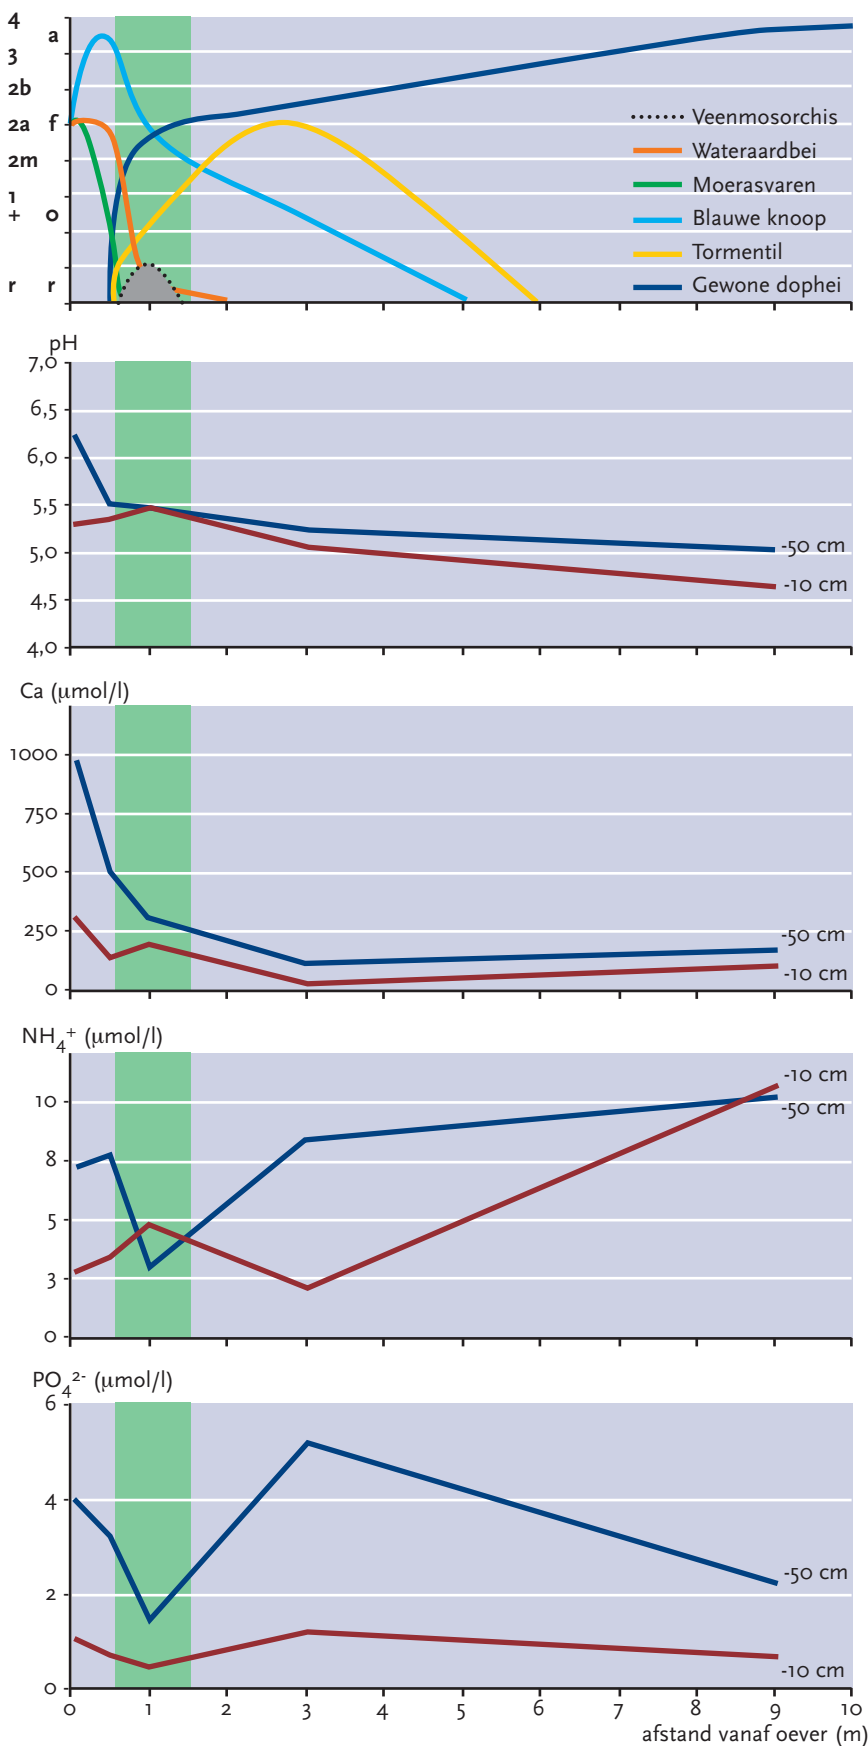 4 a
3
2b
2a f
2m
1
+ o
r r
Veenmosorchis
Wateraardbei
Moerasvaren
Blauwe knoop
Tormentil
Gewone dophei
pH
7,0
6,5
6,0
5,5
5,0
4,5
4,0
-50 cm
-10 cm
Ca (µmol/l)
1000
750
500
250
0
-50 cm
-10 cm
NH4+ (µmol/l)
10
8
5
3
0
-10 cm
-50 cm
PO42- (µmol/l)
6
4
2
0
-50 cm
-10 cm
0 1 2 3 4 5 6 7 8 9 10
afstand vanaf oever (m)